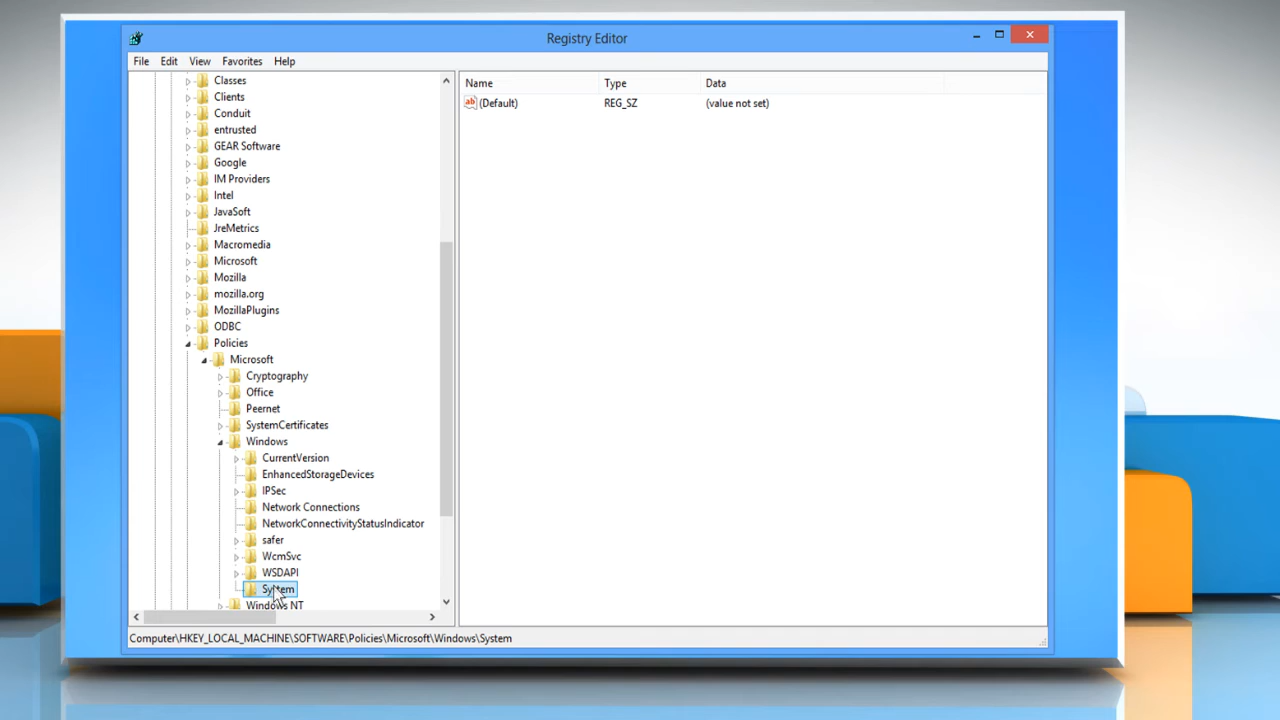 Registry Editor
File Edit View Favorites Help
Name Type Data
(Default) REG_SZ (value not set)
Classes
Clients
Conduit
entrusted
GEAR Software
Google
IM Providers
Intel
JavaSoft
JreMetrics
Macromedia
Microsoft
Mozilla
mozilla.org
MozillaPlugins
ODBC
Policies
Microsoft
Cryptography
Office
Peernet
SystemCertificates
Windows
CurrentVersion
EnhancedStorageDevices
IPSec
Network Connections
NetworkConnectivityStatusIndicator
safer
WcmSvc
WSDAPI
System
Windows NT
Computer\HKEY_LOCAL_MACHINE\SOFTWARE\Policies\Microsoft\Windows\System